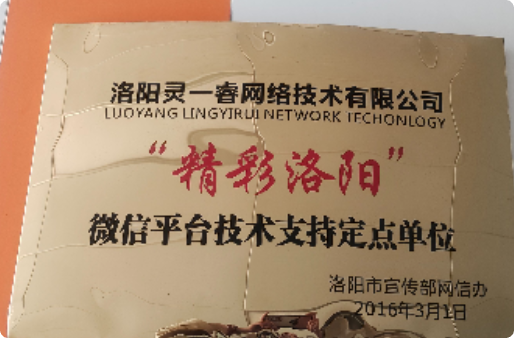 洛阳灵一睿网络技术有限公司
LUOYANG LINGYIRUI NETWORK TECHONLOGY
“精彩洛阳”
微信平台技术支持定点单位
洛阳市宣传部网信办
2016年3月1日